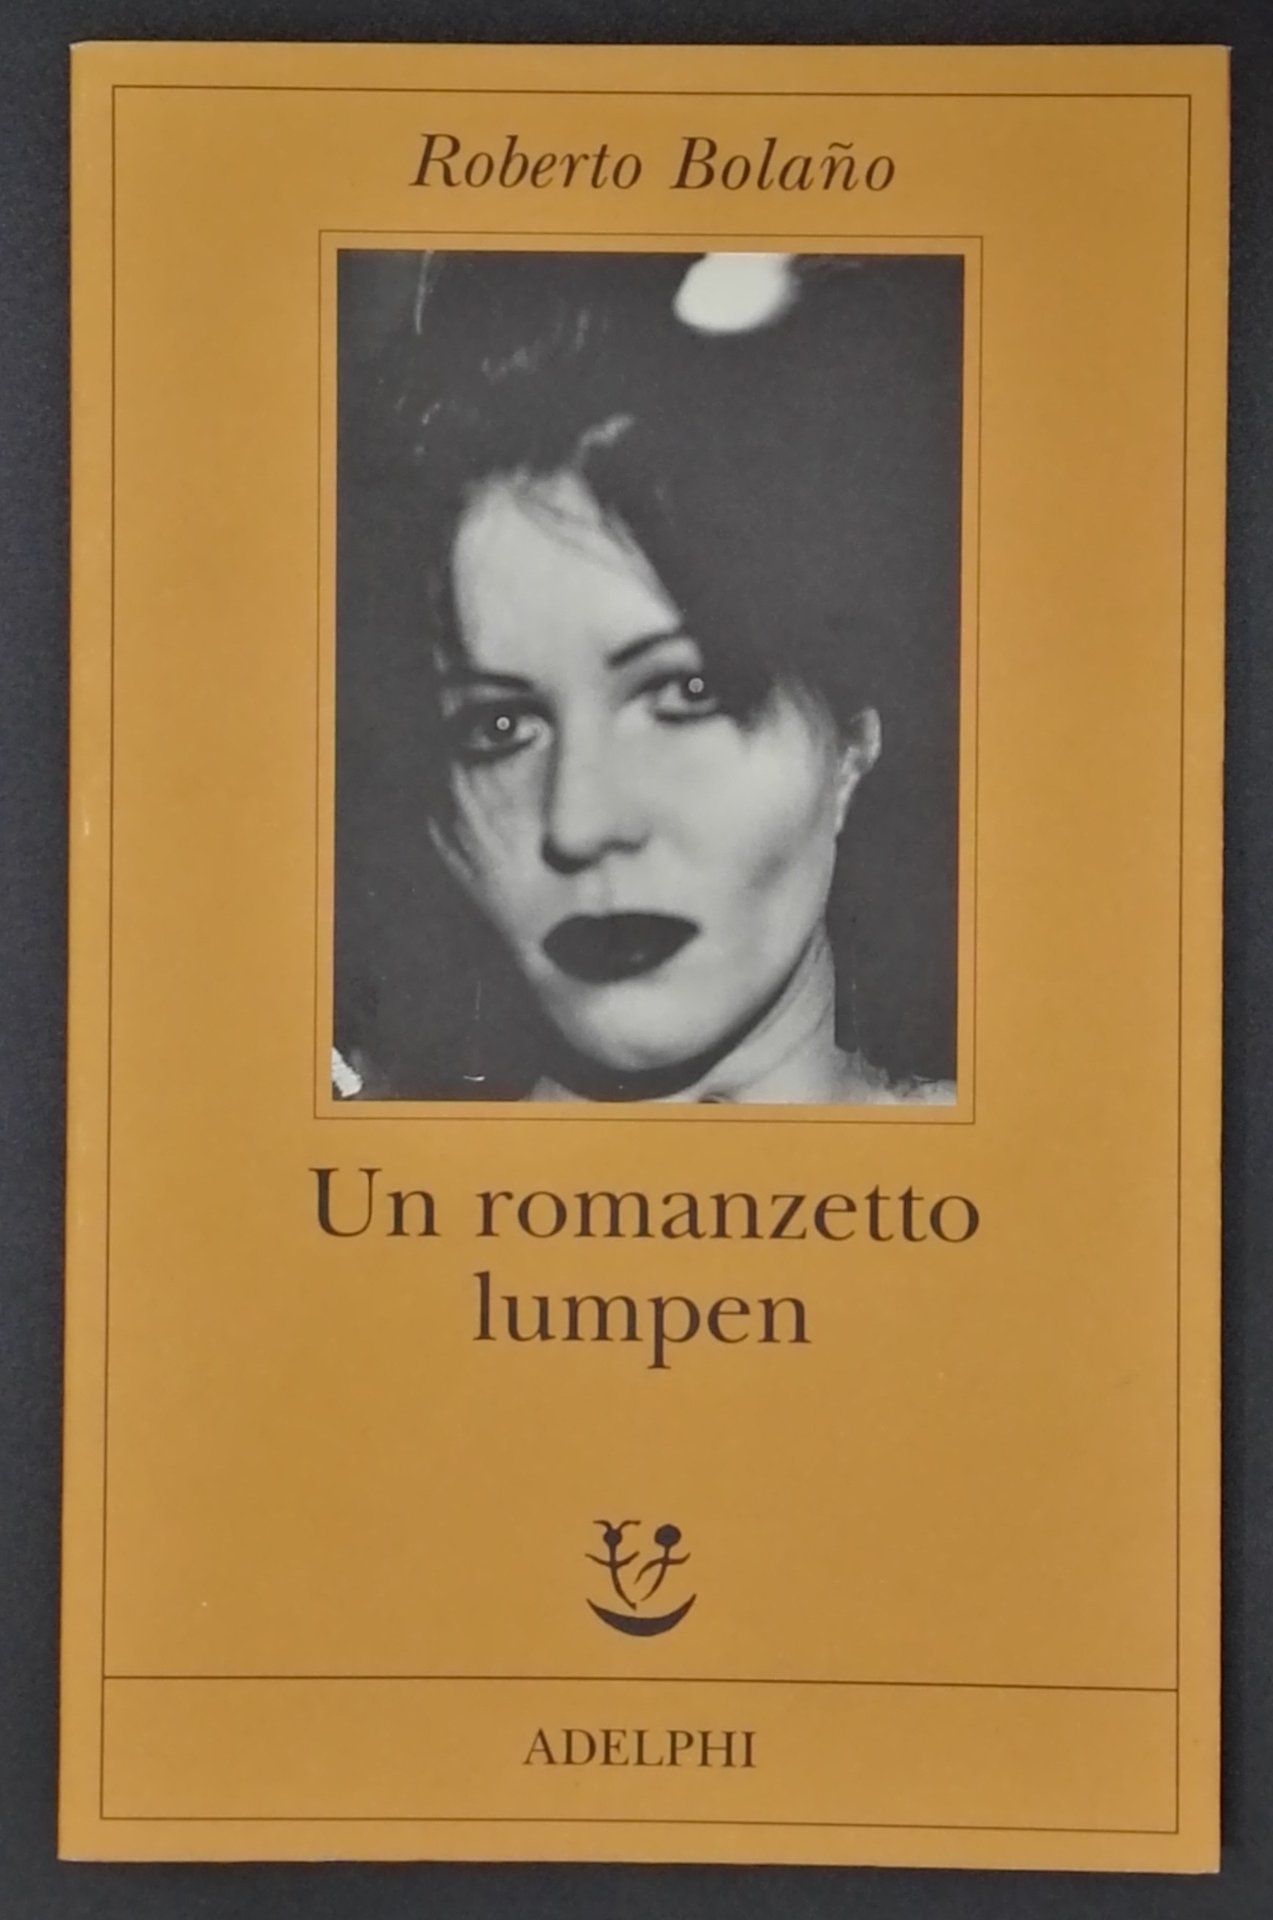 Roberto Bolaño
Un romanzetto
lumpen
ADELPHI